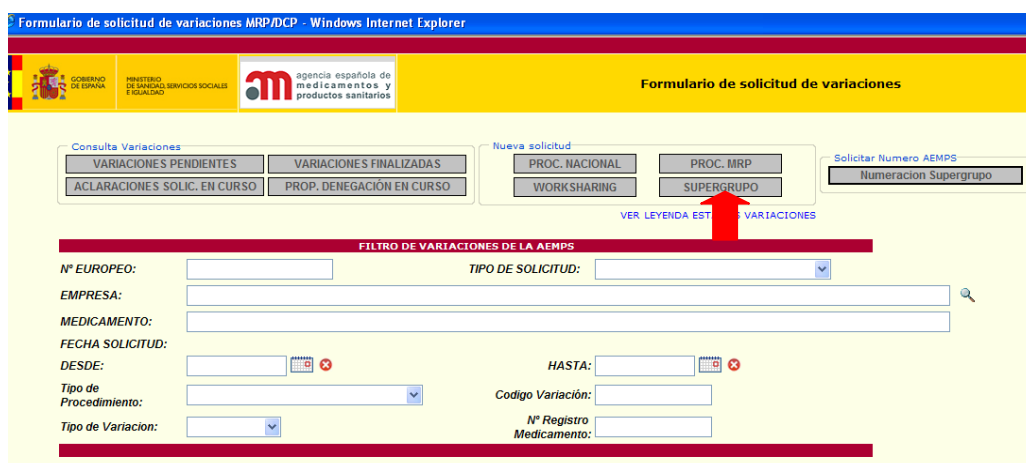 Formulario de solicitud de variaciones MRP/DCP - Windows Internet Explorer
GOBIERNO DE ESPAÑA
MINISTERIO DE SANIDAD, SERVICIOS SOCIALES E IGUALDAD
agencia española de
medicamentos y
productos sanitarios
Formulario de solicitud de variaciones
Consulta Variaciones
VARIACIONES PENDIENTES
VARIACIONES FINALIZADAS
ACLARACIONES SOLIC. EN CURSO
PROP. DENEGACIÓN EN CURSO
Nueva solicitud
PROC. NACIONAL
PROC. MRP
WORKSHARING
SUPERGRUPO
Solicitar Numero AEMPS
Numeracion Supergrupo
VER LEYENDA VARIACIONES
FILTRO DE VARIACIONES DE LA AEMPS
Nº EUROPEO:
TIPO DE SOLICITUD:
EMPRESA:
MEDICAMENTO:
FECHA SOLICITUD:
DESDE:
HASTA:
Tipo de
Procedimiento:
Codigo Variación:
Tipo de Variacion:
Nº Registro
Medicamento: